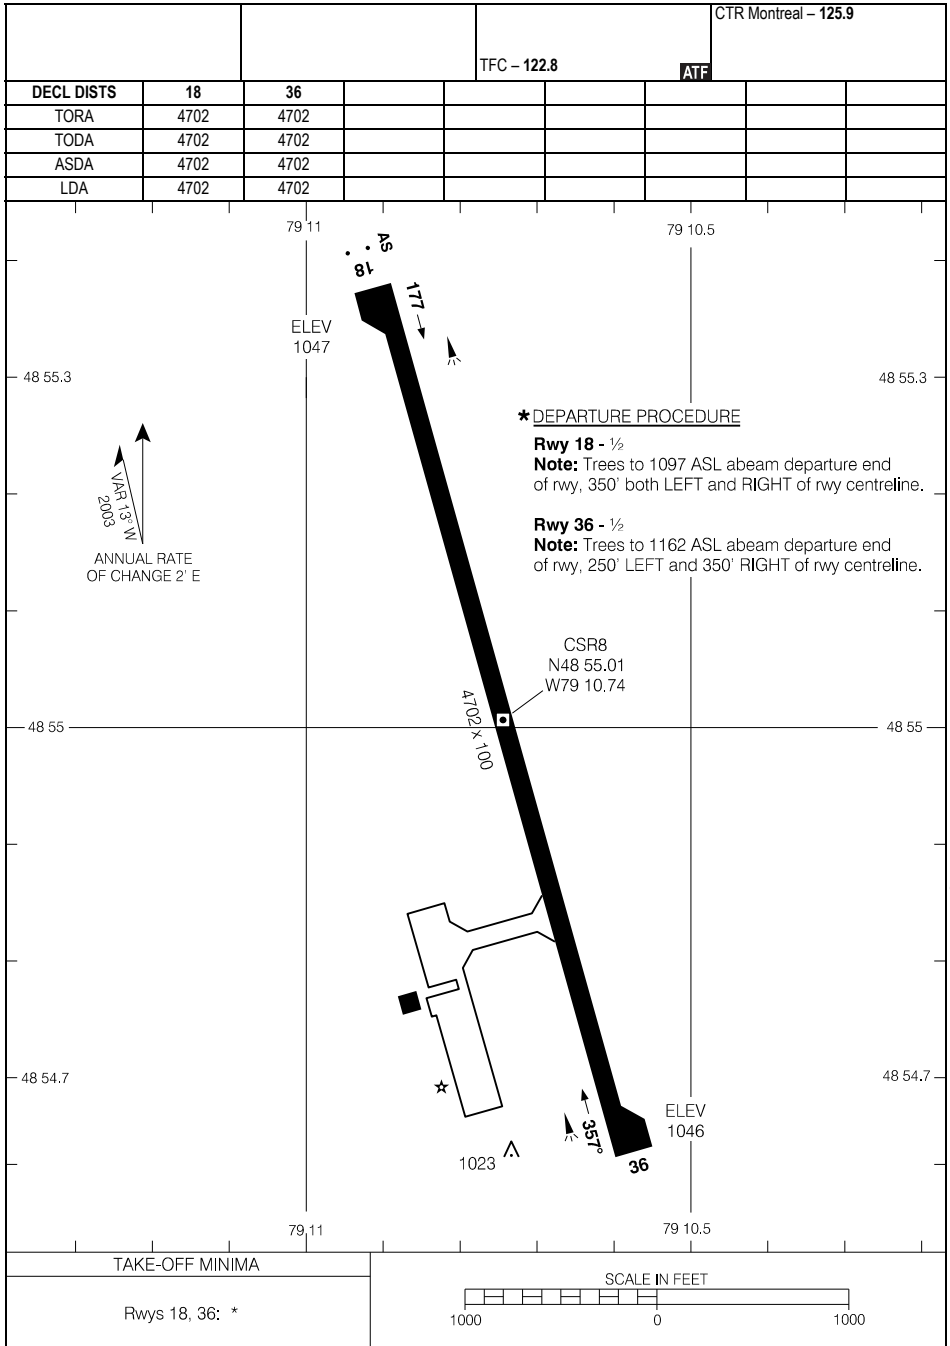 CTR Montreal – 125.9
TFC – 122.8
ATF
DECL DISTS 18 36
TORA 4702 4702
TODA 4702 4702
ASDA 4702 4702
LDA 4702 4702
79 11 79 10.5
AS
18
177
ELEV
1047
48 55.3 48 55.3
* DEPARTURE PROCEDURE
Rwy 18 - ½
Note: Trees to 1097 ASL abeam departure end
of rwy, 350' both LEFT and RIGHT of rwy centreline.
Rwy 36 - ½
Note: Trees to 1162 ASL abeam departure end
of rwy, 250' LEFT and 350' RIGHT of rwy centreline.
VAR 13° W
2003
ANNUAL RATE
OF CHANGE 2' E
CSR8
N48 55.01
W79 10.74
4702 x 100
48 55 48 55
48 54.7 48 54.7
357°
ELEV
1046
1023
36
79 11 79 10.5
TAKE-OFF MINIMA
Rwys 18, 36: *
SCALE IN FEET
1000 0 1000